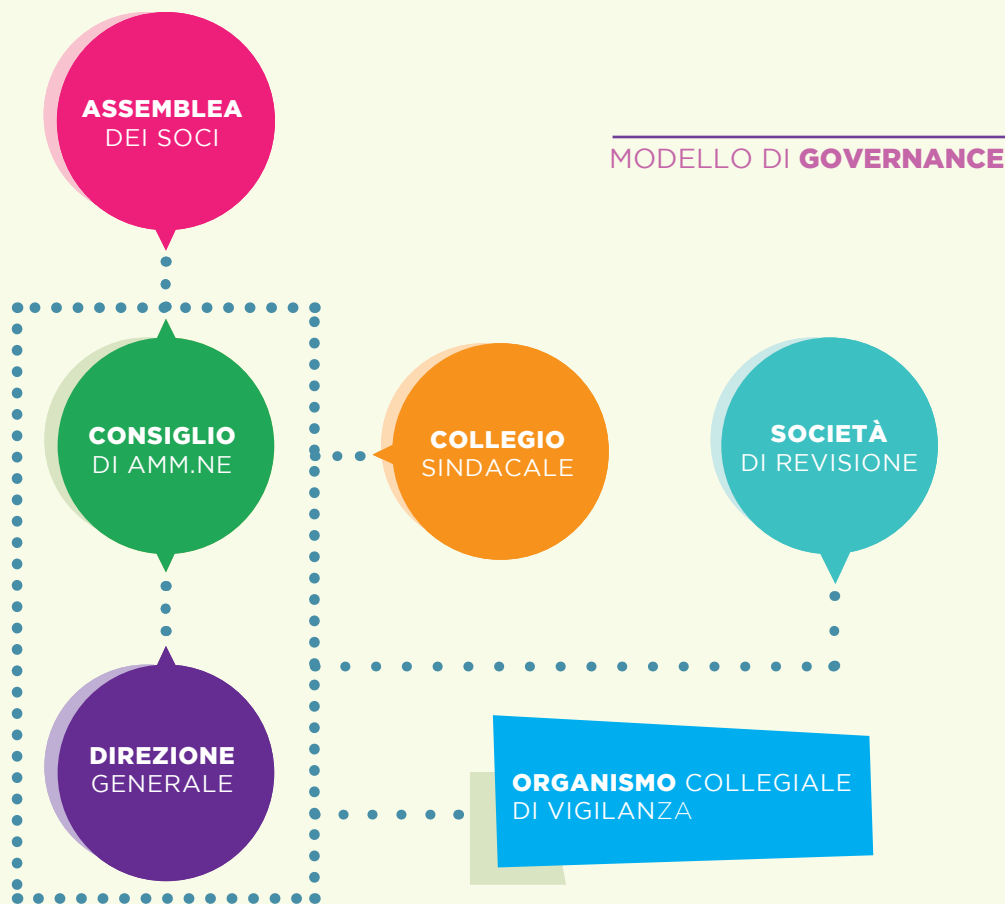 ASSEMBLEA
DEI SOCI
MODELLO DI GOVERNANCE
CONSIGLIO
DI AMM.NE
COLLEGIO
SINDACALE
SOCIETÀ
DI REVISIONE
DIREZIONE
GENERALE
ORGANISMO COLLEGIALE
DI VIGILANZA